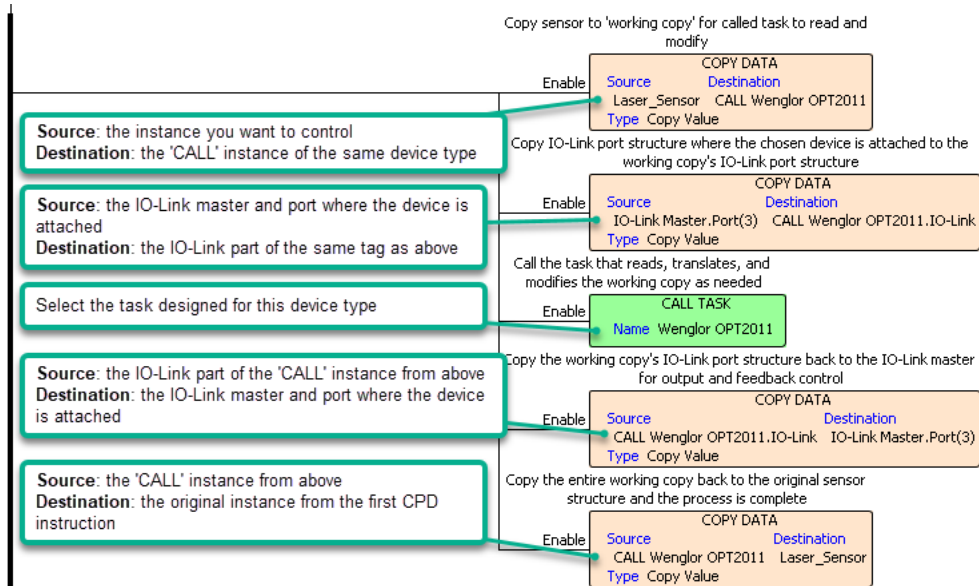 Copy sensor to 'working copy' for called task to read and
modify
COPY DATA
Enable
Source Destination
Laser_Sensor CALL Wenglor OPT2011
Type Copy Value
Source: the instance you want to control
Destination: the 'CALL' instance of the same device type
Copy IO-Link port structure where the chosen device is attached to the
working copy's IO-Link port structure
COPY DATA
Enable
Source Destination
IO-Link Master.Port(3) CALL Wenglor OPT2011.IO-Link
Type Copy Value
Source: the IO-Link master and port where the device is
attached
Destination: the IO-Link part of the same tag as above
Call the task that reads, translates, and
modifies the working copy as needed
Enable
CALL TASK
Name Wenglor OPT2011
Select the task designed for this device type
Copy the working copy's IO-Link port structure back to the IO-Link master
for output and feedback control
COPY DATA
Enable
Source Destination
CALL Wenglor OPT2011.IO-Link IO-Link Master.Port(3)
Type Copy Value
Source: the IO-Link part of the 'CALL' instance from above
Destination: the IO-Link master and port where the device
is attached
Copy the entire working copy back to the original sensor
structure and the process is complete
COPY DATA
Enable
Source Destination
CALL Wenglor OPT2011 Laser_Sensor
Type Copy Value
Source: the 'CALL' instance from above
Destination: the original instance from the first CPD
instruction